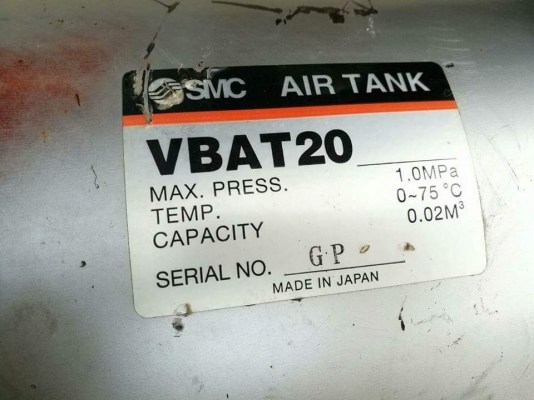 SMC AIR TANK
VBAT20
MAX. PRESS. 1.0MPa
TEMP. 0~75°C
CAPACITY 0.02M³
SERIAL NO. GP
MADE IN JAPAN